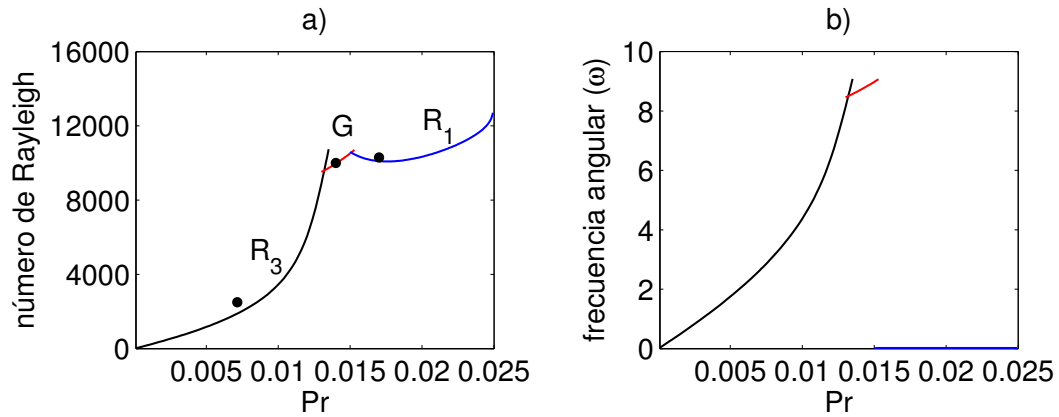 a)
número de Rayleigh
16000
12000
8000
4000
0
R3
G
R1
0.005 0.01 0.015 0.02 0.025
Pr
b)
frecuencia angular (ω)
10
8
6
4
2
0
0.005 0.01 0.015 0.02 0.025
Pr